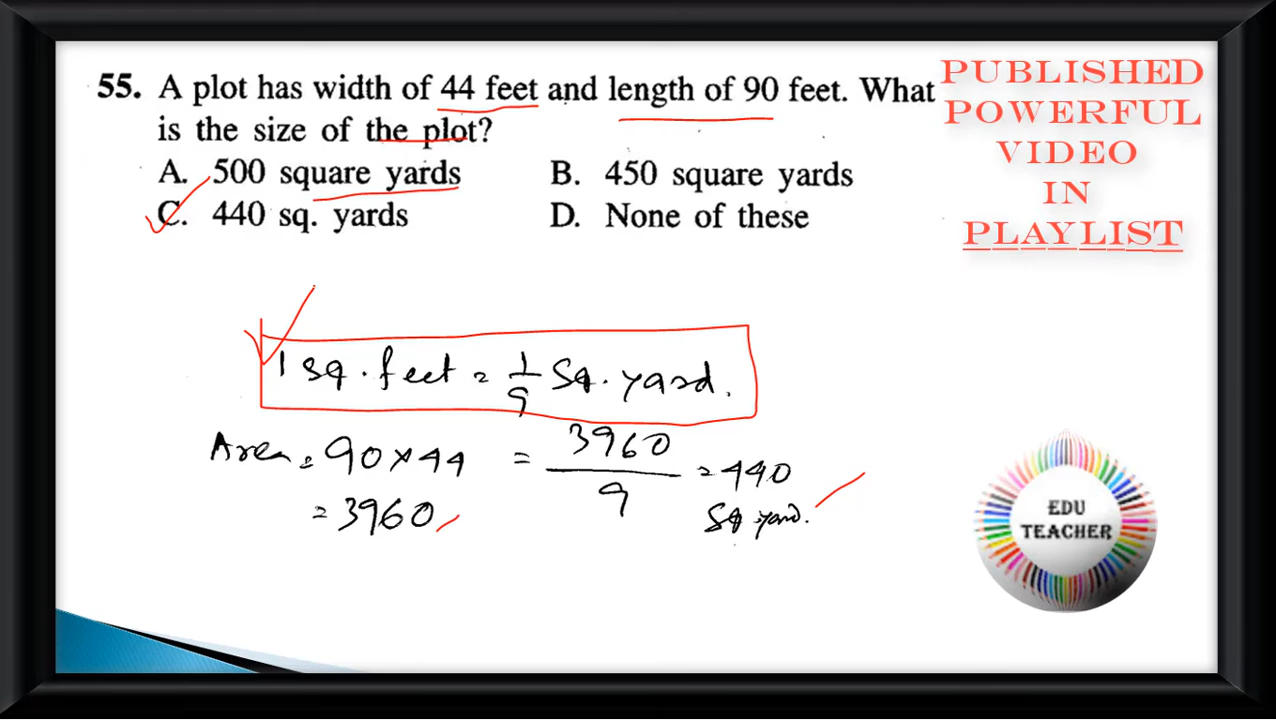 55. A plot has width of 44 feet and length of 90 feet. What
is the size of the plot?
A. 500 square yards B. 450 square yards
C. 440 sq. yards D. None of these
PUBLISHED
POWERFUL
VIDEO
IN
PLAYLIST
1 sq. feet = 1/9 Sq. yard.
Area = 90 × 44 = 3960/9 = 440
= 3960 Sq yard.
EDU
TEACHER